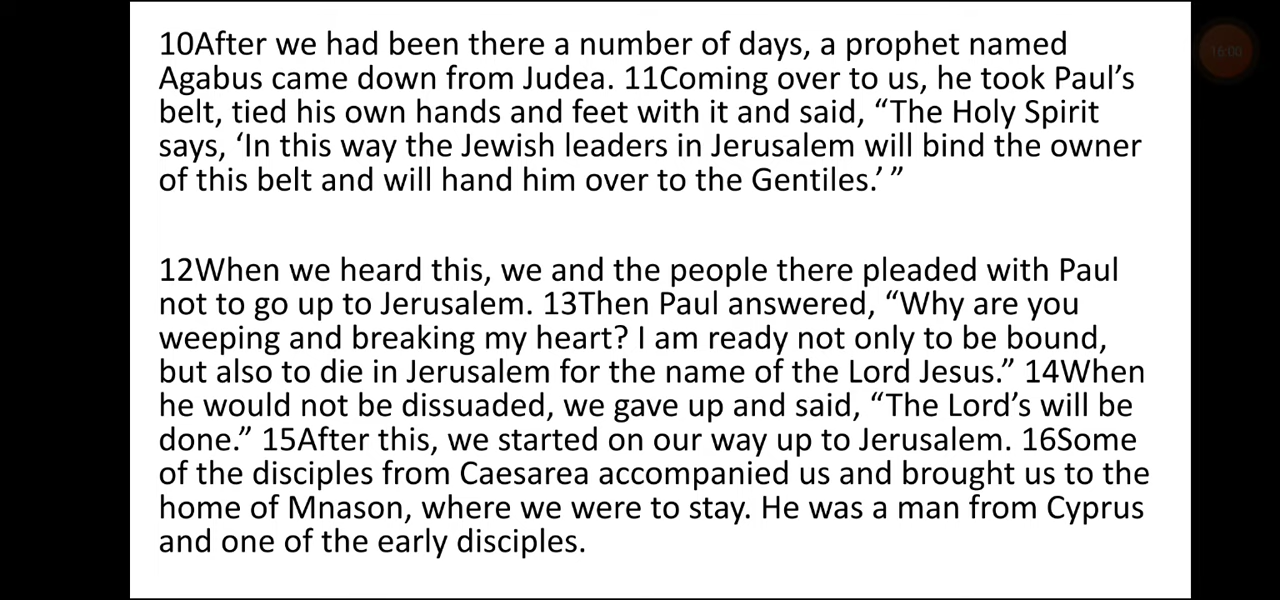 10After we had been there a number of days, a prophet named
Agabus came down from Judea. 11Coming over to us, he took Paul’s
belt, tied his own hands and feet with it and said, “The Holy Spirit
says, ‘In this way the Jewish leaders in Jerusalem will bind the owner
of this belt and will hand him over to the Gentiles.’ ”
12When we heard this, we and the people there pleaded with Paul
not to go up to Jerusalem. 13Then Paul answered, “Why are you
weeping and breaking my heart? I am ready not only to be bound,
but also to die in Jerusalem for the name of the Lord Jesus.” 14When
he would not be dissuaded, we gave up and said, “The Lord’s will be
done.” 15After this, we started on our way up to Jerusalem. 16Some
of the disciples from Caesarea accompanied us and brought us to the
home of Mnason, where we were to stay. He was a man from Cyprus
and one of the early disciples.
16:00